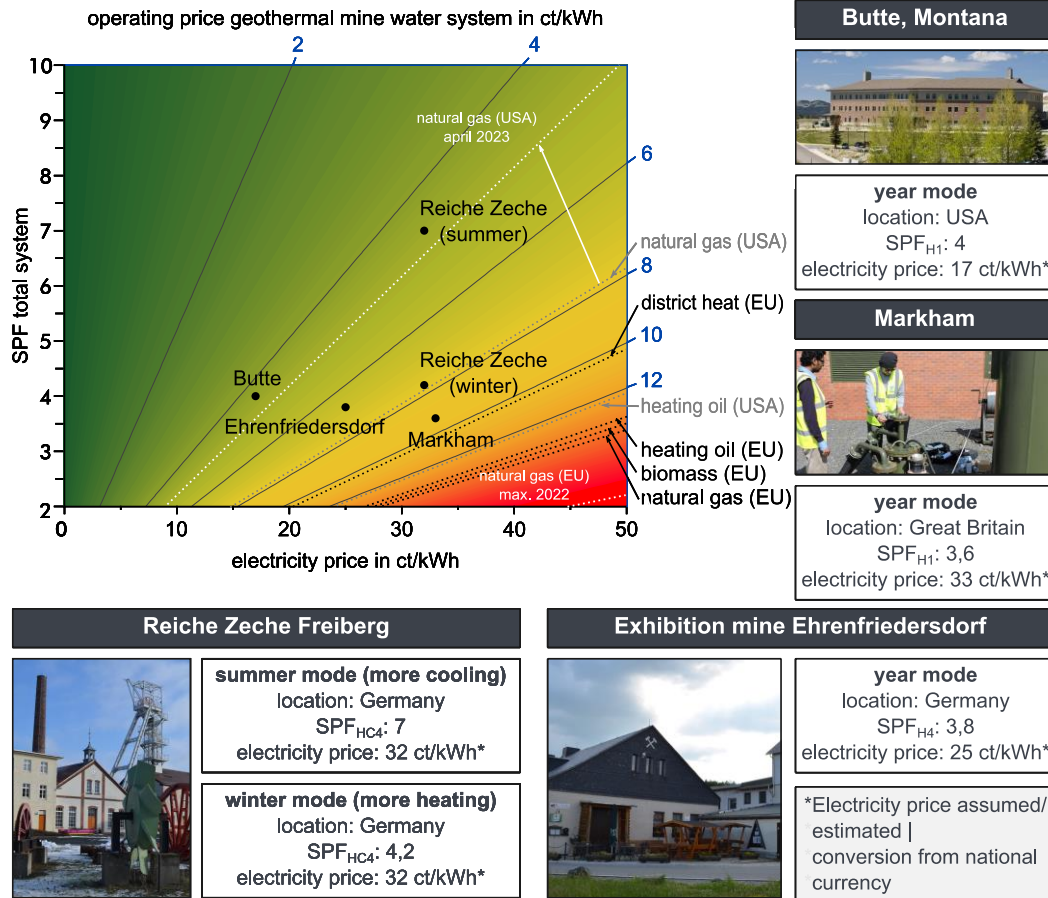 operating price geothermal mine water system in ct/kWh
2
4
10
9
8
7
6
5
4
3
2
SPF total system
natural gas (USA)
april 2023
6
Reiche Zeche
(summer)
natural gas (USA)
8
district heat (EU)
10
Butte
Reiche Zeche
(winter)
12
Ehrenfriedersdorf
Markham
heating oil (USA)
heating oil (EU)
natural gas (EU)
max. 2022
biomass (EU)
natural gas (EU)
0
10
20
30
40
50
electricity price in ct/kWh
Butte, Montana
year mode
location: USA
SPFH1: 4
electricity price: 17 ct/kWh*
Markham
year mode
location: Great Britain
SPFH1: 3,6
electricity price: 33 ct/kWh*
Reiche Zeche Freiberg
summer mode (more cooling)
location: Germany
SPFHC4: 7
electricity price: 32 ct/kWh*
winter mode (more heating)
location: Germany
SPFHC4: 4,2
electricity price: 32 ct/kWh*
Exhibition mine Ehrenfriedersdorf
year mode
location: Germany
SPFH4: 3,8
electricity price: 25 ct/kWh*
*Electricity price assumed/
estimated |
conversion from national
currency